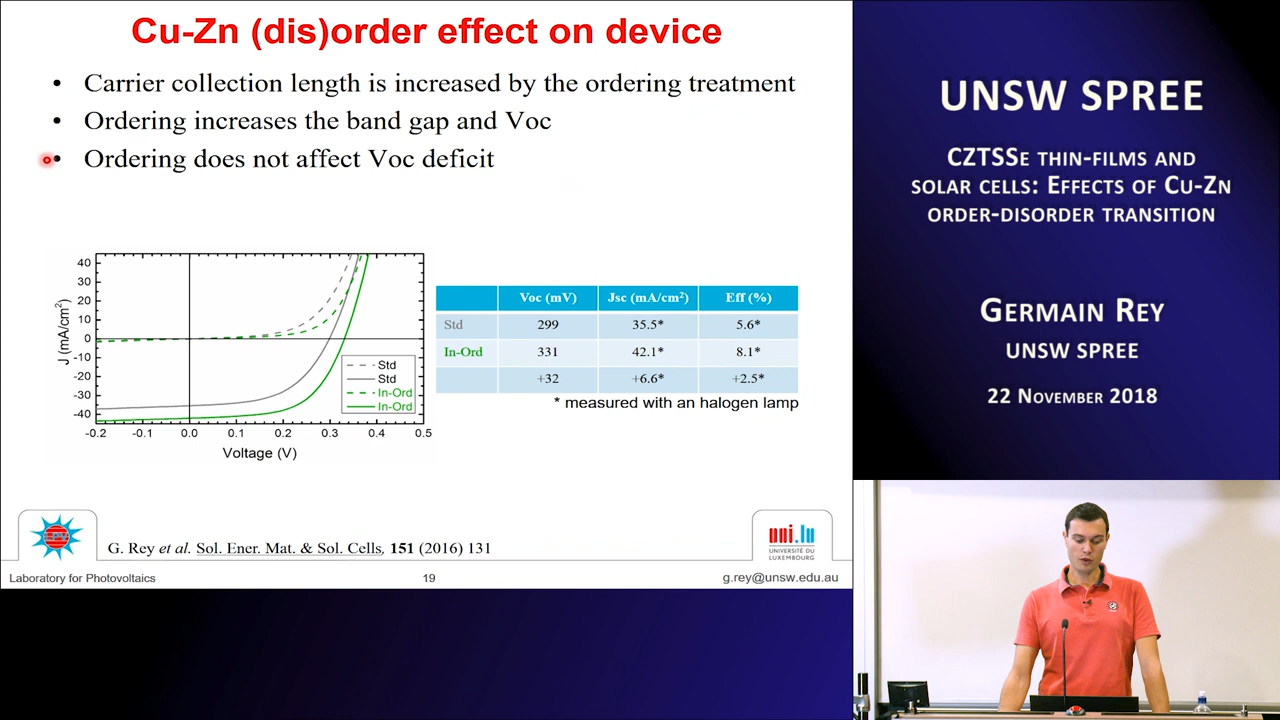 Cu-Zn (dis)order effect on device
• Carrier collection length is increased by the ordering treatment
• Ordering increases the band gap and Voc
• Ordering does not affect Voc deficit
J (mA/cm²)
40
30
20
10
0
-10
-20
-30
-40
Std
Std
In-Ord
In-Ord
-0.2 -0.1 0.0 0.1 0.2 0.3 0.4 0.5
Voltage (V)
Voc (mV) Jsc (mA/cm²) Eff (%)
Std 299 35.5* 5.6*
In-Ord 331 42.1* 8.1*
+32 +6.6* +2.5*
* measured with an halogen lamp
LPV
G. Rey et al. Sol. Ener. Mat. & Sol. Cells, 151 (2016) 131
uni.lu
UNIVERSITÉ DU
LUXEMBOURG
Laboratory for Photovoltaics 19 g.rey@unsw.edu.au
UNSW SPREE
CZTSSe thin-films and
solar cells: Effects of Cu-Zn
order-disorder transition
Germain Rey
UNSW SPREE
22 November 2018